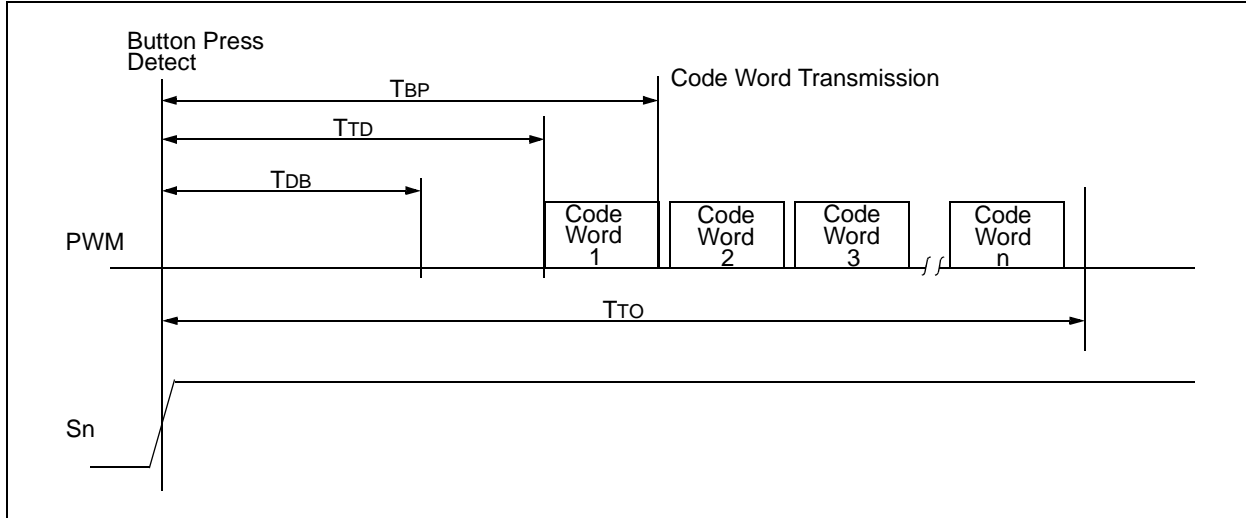 Button Press
Detect
TBP
Code Word Transmission
TTD
TDB
PWM
Code
Word
1
Code
Word
2
Code
Word
3
Code
Word
n
TTO
Sn